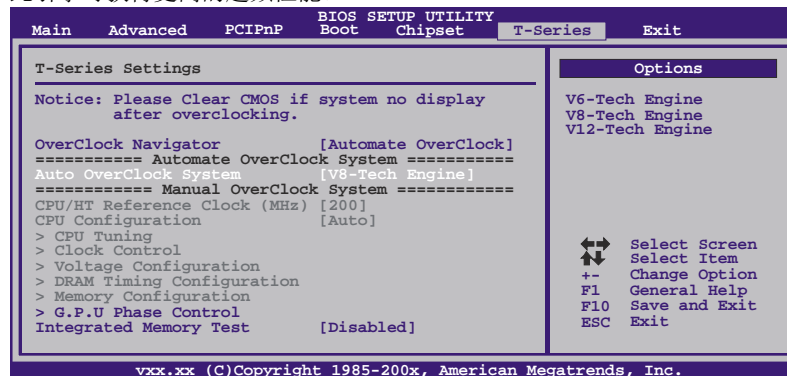 BIOS SETUP UTILITY
Main Advanced PCIPnP Boot Chipset T-Series Exit
T-Series Settings
Notice: Please Clear CMOS if system no display
after overclocking.
OverClock Navigator [Automate OverClock]
=========== Automate OverClock System ===========
Auto OverClock System [V8-Tech Engine]
============ Manual OverClock System ============
CPU/HT Reference Clock (MHz) [200]
CPU Configuration [Auto]
> CPU Tuning
> Clock Control
> Voltage Configuration
> DRAM Timing Configuration
> Memory Configuration
> G.P.U Phase Control
Integrated Memory Test [Disabled]
Options
V6-Tech Engine
V8-Tech Engine
V12-Tech Engine
Select Screen
Select Item
+- Change Option
F1 General Help
F10 Save and Exit
ESC Exit
vxx.xx (C)Copyright 1985-200x, American Megatrends, Inc.